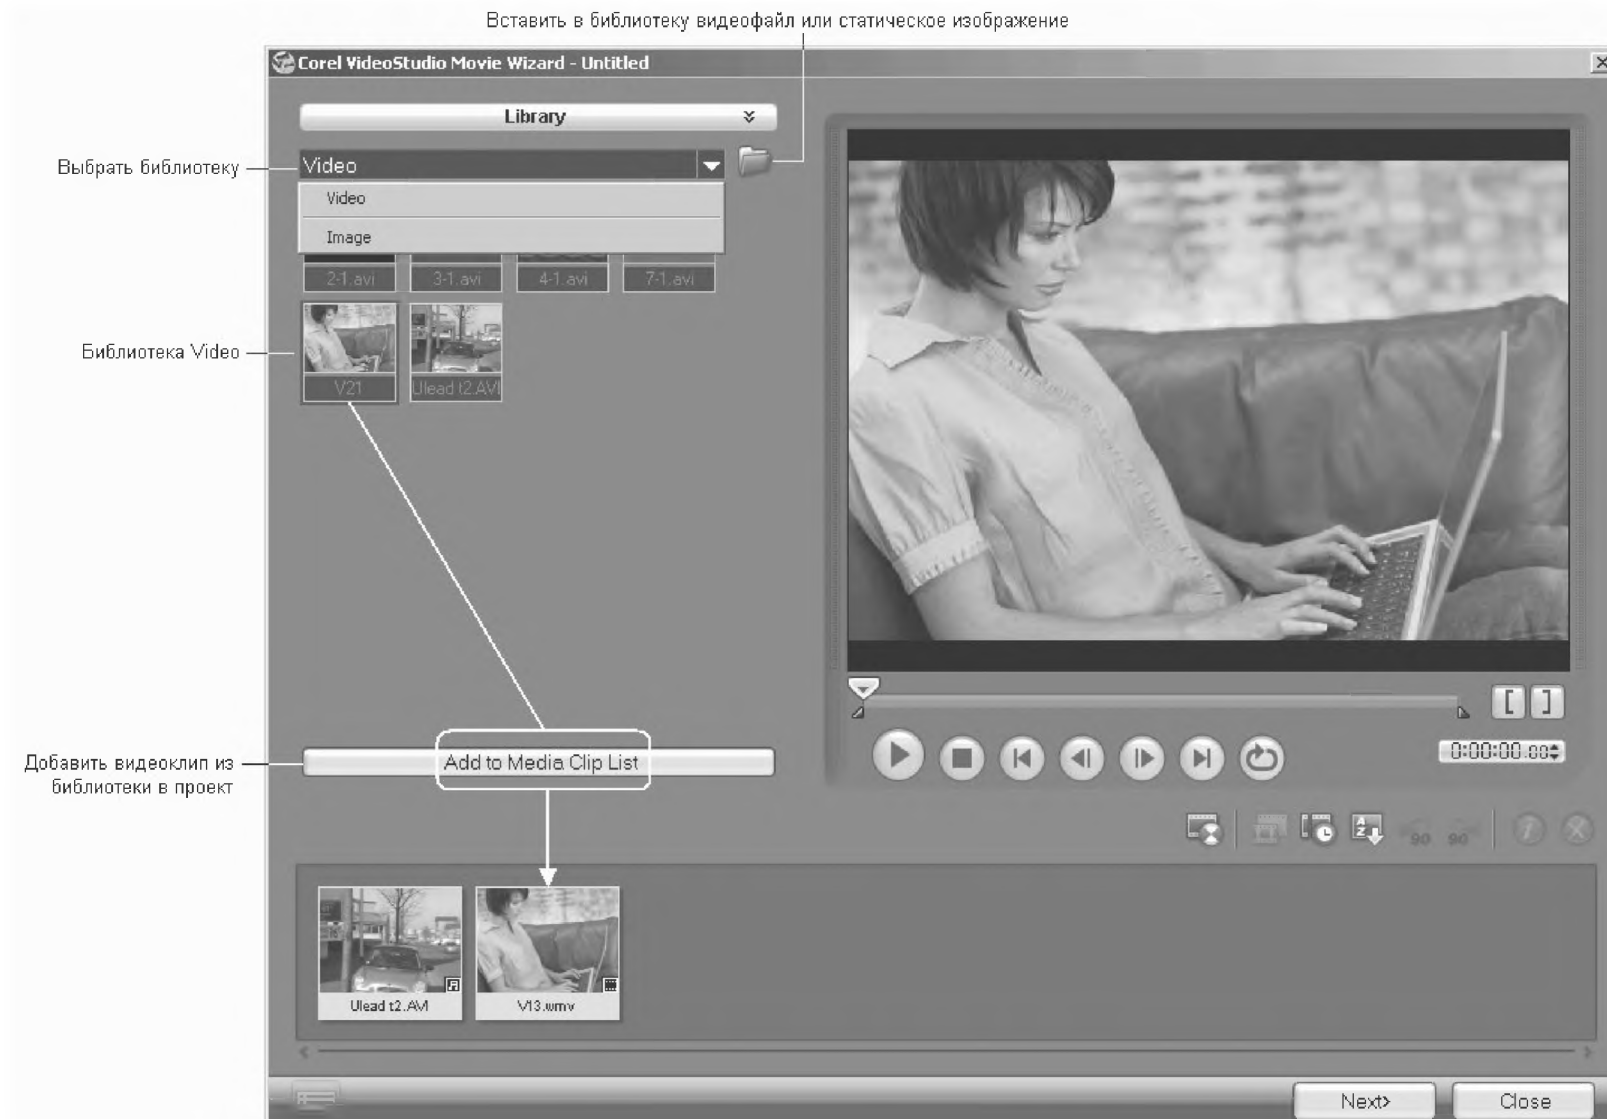 Вставить в библиотеку видеофайл или статическое изображение
Corel VideoStudio Movie Wizard - Untitled
Library
Выбрать библиотеку
Video
Video
Image
2-1.avi
3-1.avi
4-1.avi
7-1.avi
Библиотека Video
V21
Ulead t2.AVI
Добавить видеоклип из
библиотеки в проект
Add to Media Clip List
[ ]
0:00:00.00
A
Z
90
90
Ulead t2.AVI
V13.wmv
Next>
Close